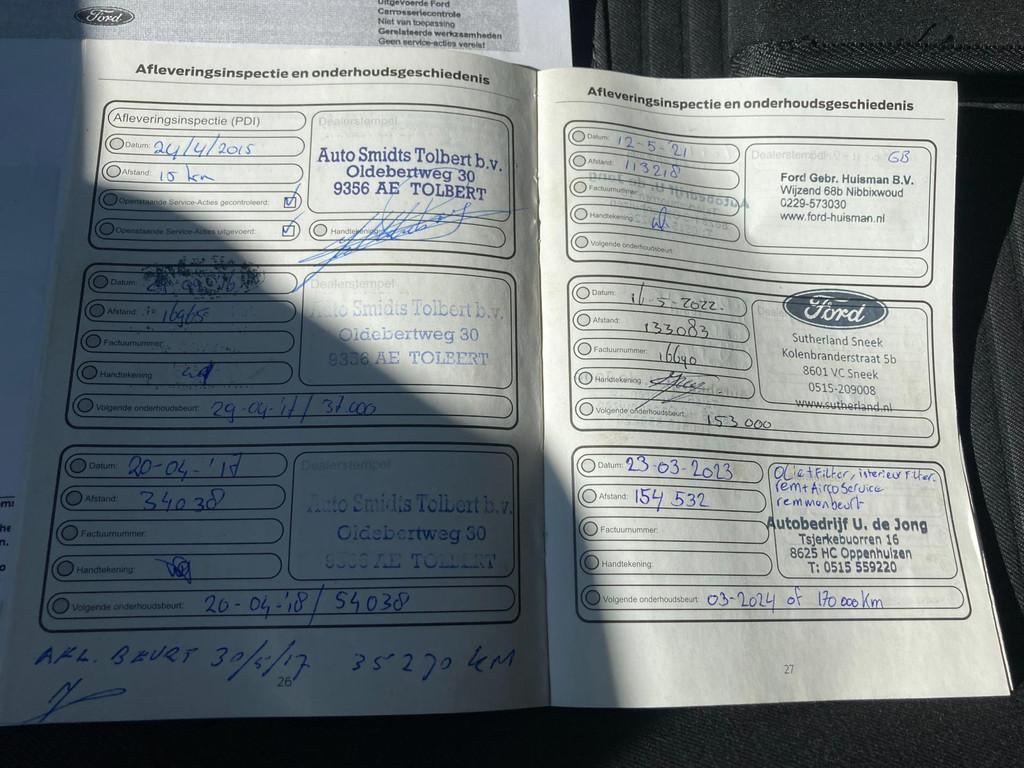 Ford
Uitgevoerde Ford
Carrosseriecontrole
Niet van toepassing
Gerelateerde werkzaamheden
Geen service-acties vereist
Afleveringsinspectie en onderhoudsgeschiedenis
Afleveringsinspectie (PDI)
Datum: 24/4/2015
Afstand: 15 km
Openstaande Service-Acties gecontroleerd:
Openstaande Service-Acties uitgevoerd:
Dealerstempel
Auto Smidts Tolbert b.v.
Oldebertweg 30
9356 AE TOLBERT
Handtekening
Datum:
Afstand: 16965
Factuurnummer:
Handtekening
Volgende onderhoudsbeurt: 29-04-'17 / 37.000
Dealerstempel
Auto Smidts Tolbert b.v.
Oldebertweg 30
9356 AE TOLBERT
Datum: 20-04-'17
Afstand: 34038
Factuurnummer:
Handtekening:
Volgende onderhoudsbeurt: 20-04-'18 / 54038
Dealerstempel
Auto Smidts Tolbert b.v.
Oldebertweg 30
9356 AE TOLBERT
AFL. BEURT 30/5/17 35270 KM
26
Afleveringsinspectie en onderhoudsgeschiedenis
Datum: 12-5-21
Afstand: 113218
Factuurnummer:
Handtekening:
Volgende onderhoudsbeurt:
GB
Ford Gebr. Huisman B.V.
Wijzend 68b Nibbixwoud
0229-573030
www.ford-huisman.nl
Datum: 16-5-2022.
Afstand: 133083
Factuurnummer: 16640
Handtekening:
Volgende onderhoudsbeurt: 153000
Ford
Sutherland Sneek
Kolenbranderstraat 5b
8601 VC Sneek
0515-209008
www.sutherland.nl
Datum: 23-03-2023
Afstand: 154 532
Factuurnummer:
Handtekening:
Volgende onderhoudsbeurt: 03-2024 of 170 000 km
Olie + Filter, interieur Filter.
rem + Airco Service
remmenbeurt
Autobedrijf U. de Jong
Tsjerkebuorren 16
8625 HC Oppenhuizen
T: 0515 559220
27